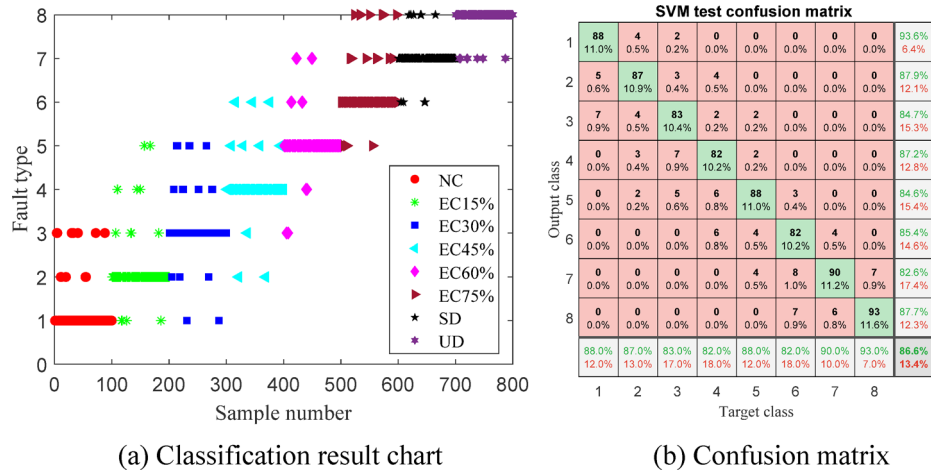 SVM test confusion matrix
8
7
6
5
4
3
2
1
0
Fault type
NC
EC15%
EC30%
EC45%
EC60%
EC75%
SD
UD
0 100 200 300 400 500 600 700 800
Sample number
(a) Classification result chart
Output class
1 88 4 2 0 0 0 0 0 93.6%
11.0% 0.5% 0.2% 0.0% 0.0% 0.0% 0.0% 0.0% 6.4%
2 5 87 3 4 0 0 0 0 87.9%
0.6% 10.9% 0.4% 0.5% 0.0% 0.0% 0.0% 0.0% 12.1%
3 7 4 83 2 2 0 0 0 84.7%
0.9% 0.5% 10.4% 0.2% 0.2% 0.0% 0.0% 0.0% 15.3%
4 0 3 7 82 2 0 0 0 87.2%
0.0% 0.4% 0.9% 10.2% 0.2% 0.0% 0.0% 0.0% 12.8%
5 0 2 5 6 88 3 0 0 84.6%
0.0% 0.2% 0.6% 0.8% 11.0% 0.4% 0.0% 0.0% 15.4%
6 0 0 0 6 4 82 4 0 85.4%
0.0% 0.0% 0.0% 0.8% 0.5% 10.2% 0.5% 0.0% 14.6%
7 0 0 0 0 4 8 90 7 82.6%
0.0% 0.0% 0.0% 0.0% 0.5% 1.0% 11.2% 0.9% 17.4%
8 0 0 0 0 0 7 6 93 87.7%
0.0% 0.0% 0.0% 0.0% 0.0% 0.9% 0.8% 11.6% 12.3%
88.0% 87.0% 83.0% 82.0% 88.0% 82.0% 90.0% 93.0% 86.6%
12.0% 13.0% 17.0% 18.0% 12.0% 18.0% 10.0% 7.0% 13.4%
1 2 3 4 5 6 7 8
Target class
(b) Confusion matrix